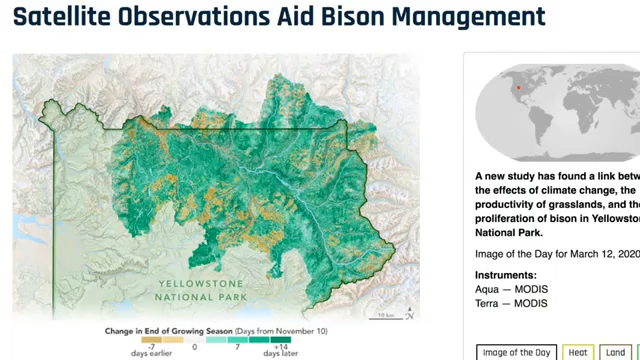 Satellite Observations Aid Bison Management
YELLOWSTONE
NATIONAL PARK
10 km
N
Change in End of Growing Season (Days from November 10)
-7 0 7 +14
days earlier days later
A new study has found a link betw
the effects of climate change, the
productivity of grasslands, and the
proliferation of bison in Yellowsto
National Park.
Image of the Day for March 12, 2020
Instruments:
Aqua — MODIS
Terra — MODIS
Image of the Day Heat Land